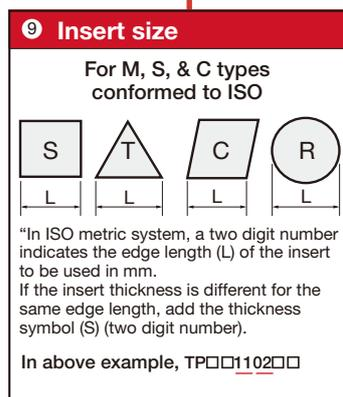 9 Insert size
For M, S, & C types
conformed to ISO
S T C R
L L L L
“In ISO metric system, a two digit number
indicates the edge length (L) of the insert
to be used in mm.
If the insert thickness is different for the
same edge length, add the thickness
symbol (S) (two digit number).
In above example, TP□□1102□□